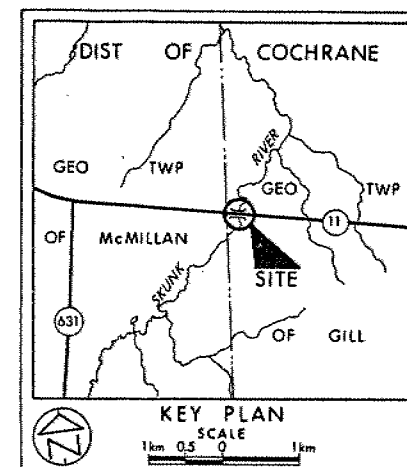 DIST OF COCHRANE
RIVER
GEO TWP
GEO TWP
11
OF McMILLAN
SKUNK
SITE
631
OF GILL
KEY PLAN
SCALE
1km 0.5 0 1km